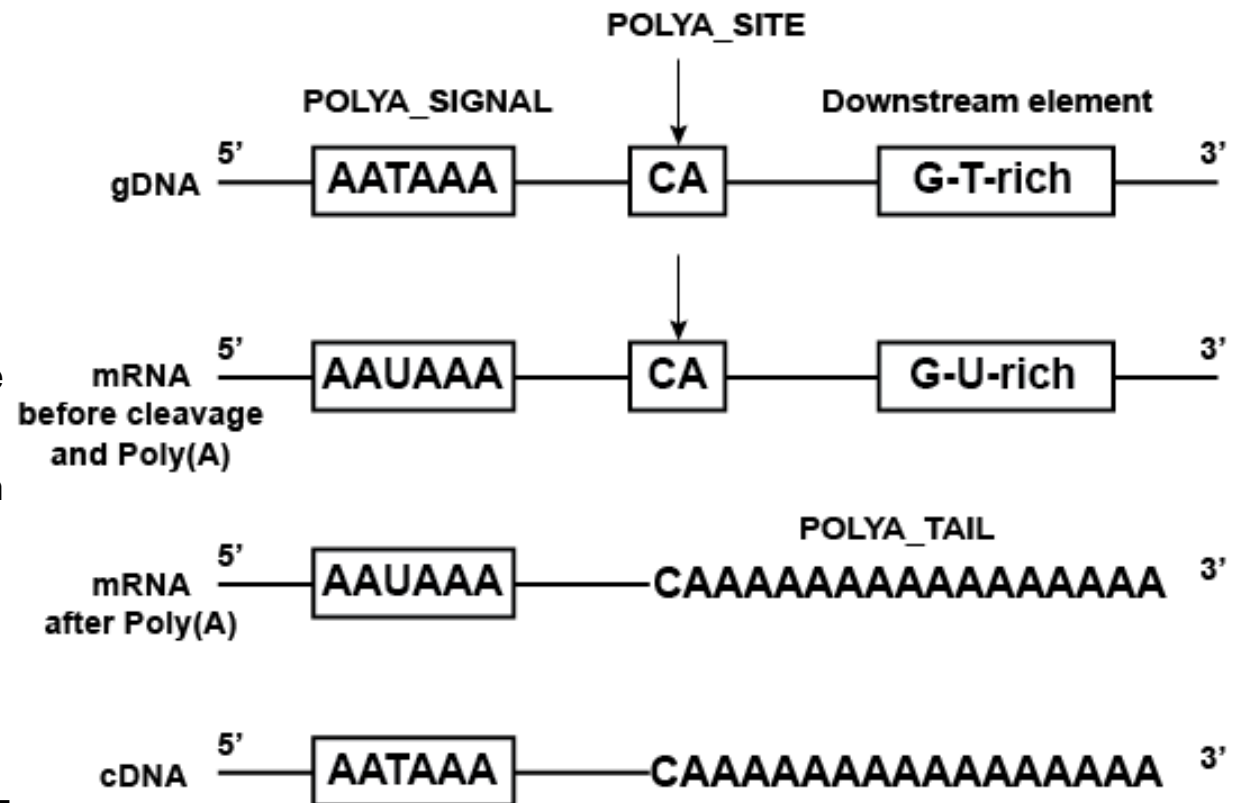 POLYA_SITE
POLYA_SIGNAL
Downstream element
gDNA 5’ AATAAA CA G-T-rich 3’
mRNA 5’ AAUAAA CA G-U-rich 3’
before cleavage
and Poly(A)
POLYA_TAIL
mRNA 5’ AAUAAA CAAAAAAAAAAAAAAAAA 3’
after Poly(A)
cDNA 5’ AATAAA CAAAAAAAAAAAAAAAAA 3’